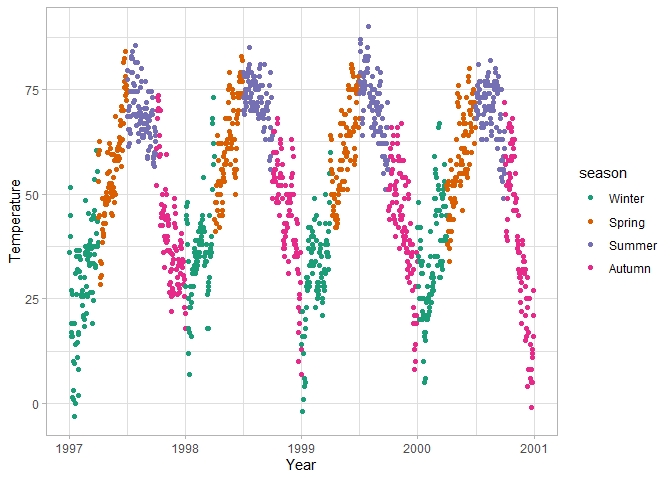 75
50
25
0
Temperature
1997
1998
1999
2000
2001
Year
season
Winter
Spring
Summer
Autumn